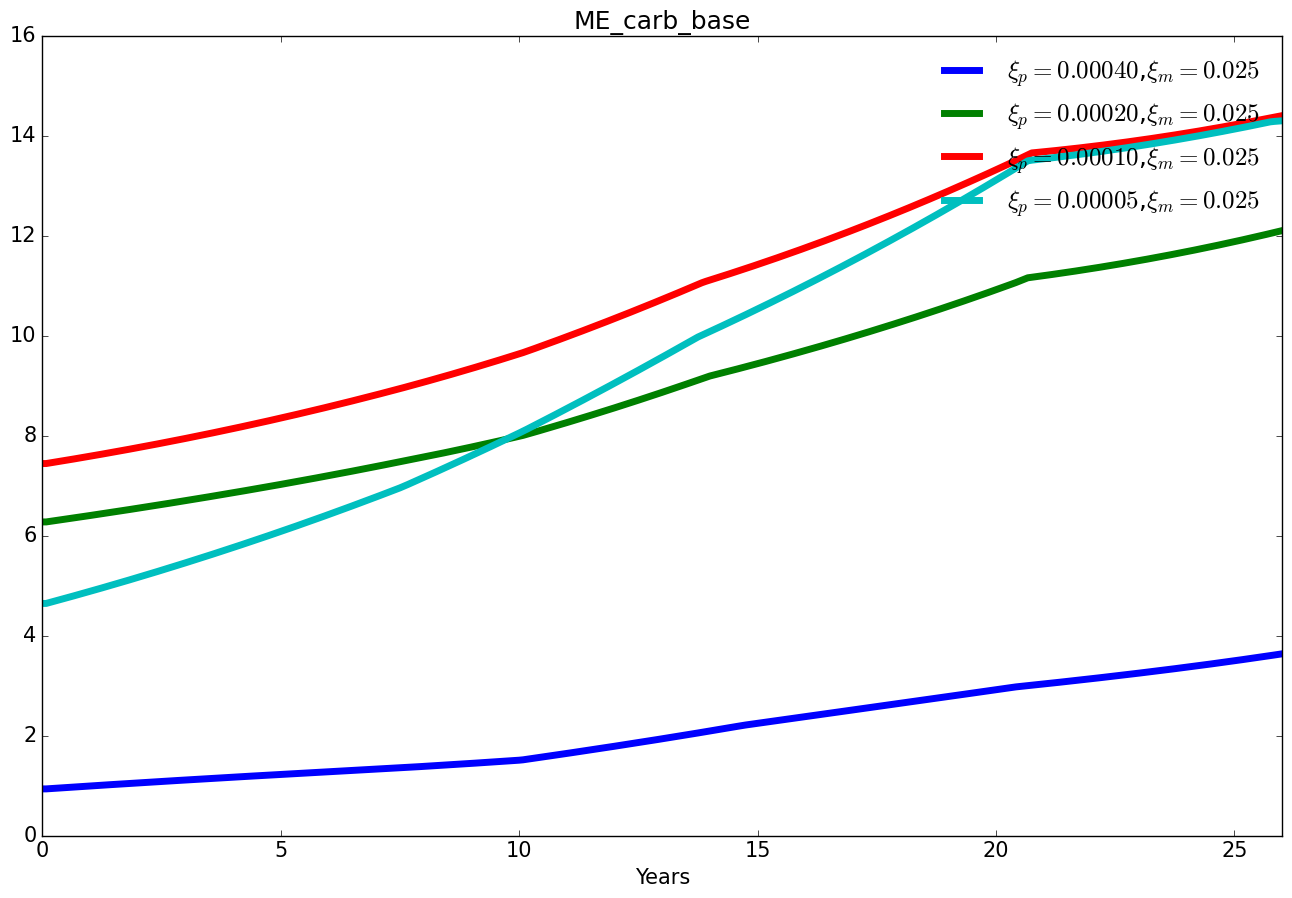 ME_carb_base
16
14
12
10
8
6
4
2
0
ξp = 0.00040,ξm = 0.025
ξp = 0.00020,ξm = 0.025
ξp = 0.00010,ξm = 0.025
ξp = 0.00005,ξm = 0.025
0 5 10 15 20 25
Years